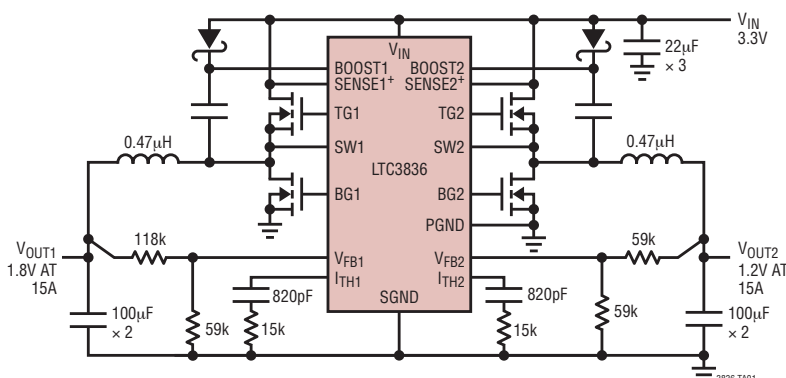 VIN
3.3V
22μF
× 3
VIN
BOOST1
BOOST2
SENSE1+
SENSE2+
TG1
TG2
0.47μH
0.47μH
SW1
SW2
LTC3836
BG1
BG2
PGND
VOUT1
1.8V AT
15A
118k
VFB1
VFB2
59k
VOUT2
1.2V AT
15A
ITH1
ITH2
820pF
SGND
820pF
100μF
× 2
59k
15k
15k
59k
100μF
× 2
3836 TA01